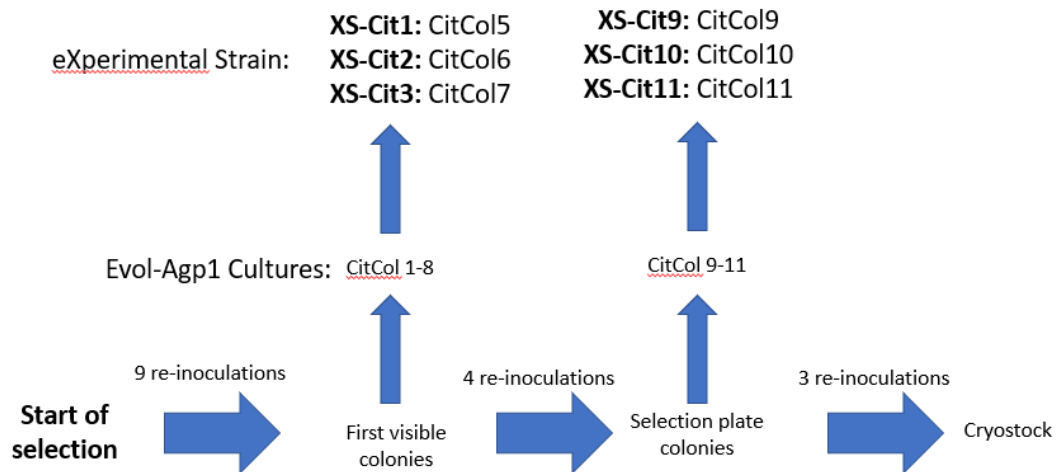 eXperimental Strain:
XS-Cit1: CitCol5
XS-Cit2: CitCol6
XS-Cit3: CitCol7
XS-Cit9: CitCol9
XS-Cit10: CitCol10
XS-Cit11: CitCol11
Evol-Agp1 Cultures:
CitCol 1-8
CitCol 9-11
Start of
selection
9 re-inoculations
First visible
colonies
4 re-inoculations
Selection plate
colonies
3 re-inoculations
Cryostock